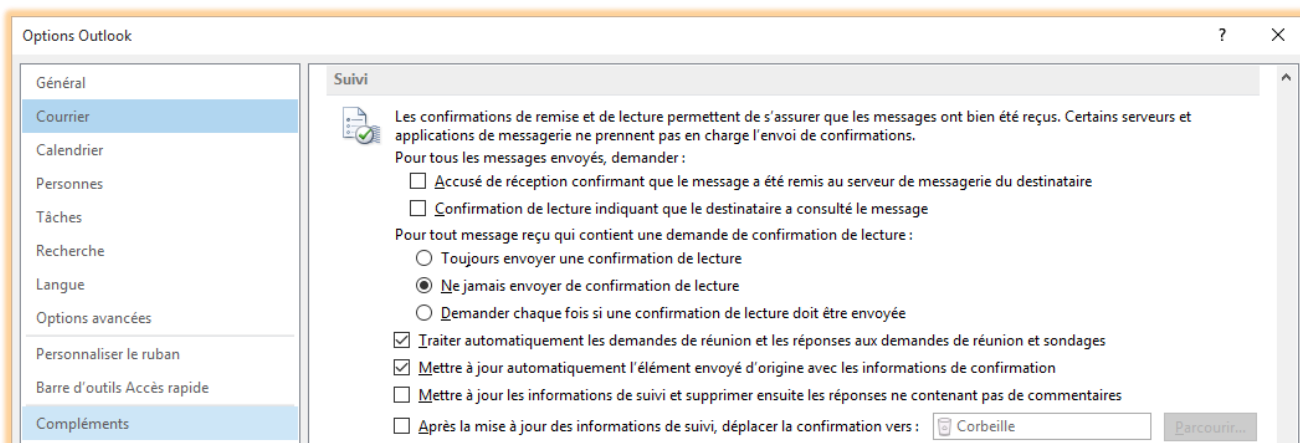 Options Outlook
?
Général
Courrier
Calendrier
Personnes
Tâches
Recherche
Langue
Options avancées
Personnaliser le ruban
Barre d'outils Accès rapide
Compléments
Suivi
Les confirmations de remise et de lecture permettent de s'assurer que les messages ont bien été reçus. Certains serveurs et
applications de messagerie ne prennent pas en charge l'envoi de confirmations.
Pour tous les messages envoyés, demander :
Accusé de réception confirmant que le message a été remis au serveur de messagerie du destinataire
Confirmation de lecture indiquant que le destinataire a consulté le message
Pour tout message reçu qui contient une demande de confirmation de lecture :
Toujours envoyer une confirmation de lecture
Ne jamais envoyer de confirmation de lecture
Demander chaque fois si une confirmation de lecture doit être envoyée
Traiter automatiquement les demandes de réunion et les réponses aux demandes de réunion et sondages
Mettre à jour automatiquement l'élément envoyé d'origine avec les informations de confirmation
Mettre à jour les informations de suivi et supprimer ensuite les réponses ne contenant pas de commentaires
Après la mise à jour des informations de suivi, déplacer la confirmation vers : Corbeille Parcourir...